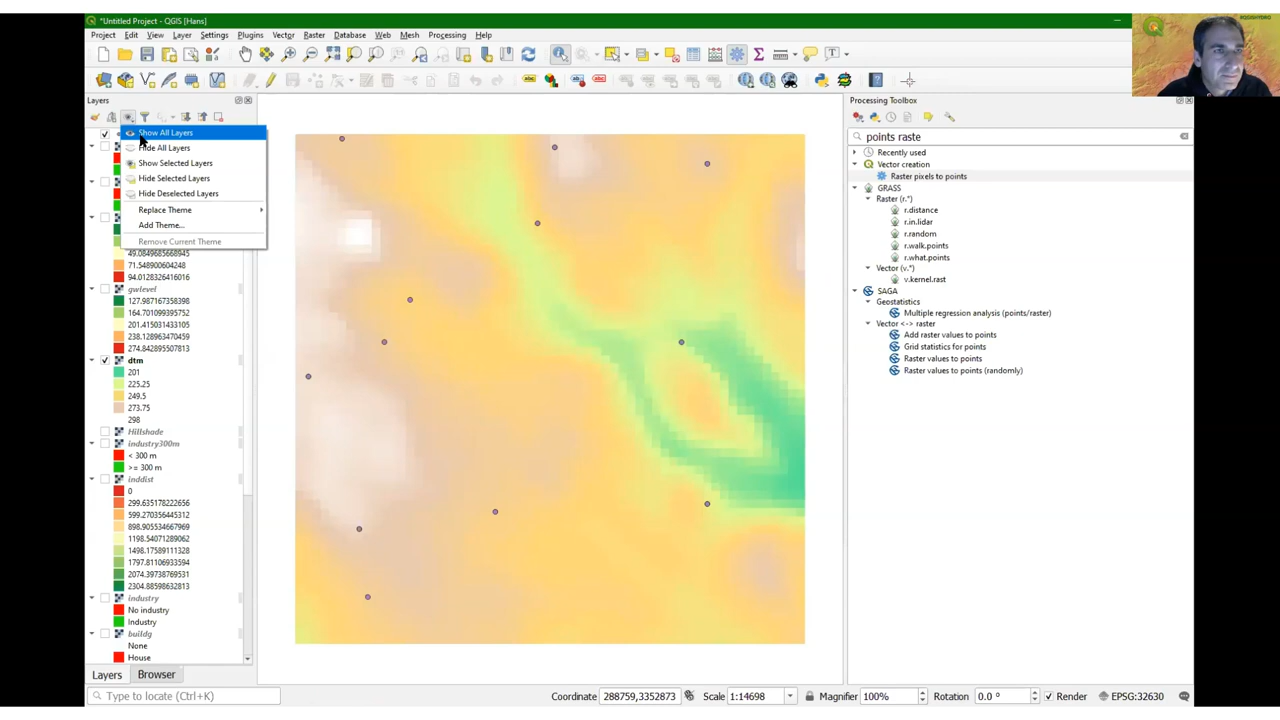 *Untitled Project - QGIS [Hans]
Project Edit View Layer Settings Plugins Vector Raster Database Web Mesh Processing Help
Layers
Show All Layers
Hide All Layers
Show Selected Layers
Hide Selected Layers
Hide Deselected Layers
Replace Theme
Add Theme...
Remove Current Theme
49.0849685668945
71.548900604248
94.0128326416016
gwlevel
127.987167358398
164.701099395752
201.415031433105
238.128963470459
274.842895507813
dtm
201
225.25
249.5
273.75
298
Hillshade
industry300m
< 300 m
>= 300 m
inddist
0
299.635178222656
599.270356445312
898.905534667969
1198.54071289062
1498.17589111328
1797.81106933594
2074.39738769531
2304.88598632813
industry
No industry
Industry
buildg
None
House
Layers Browser
Type to locate (Ctrl+K)
Processing Toolbox
points raste
Recently used
Vector creation
Raster pixels to points
GRASS
Raster (r.*)
r.distance
r.in.lidar
r.random
r.walk.points
r.what.points
Vector (v.*)
v.kernel.rast
SAGA
Geostatistics
Multiple regression analysis (points/raster)
Vector <-> raster
Add raster values to points
Grid statistics for points
Raster values to points
Raster values to points (randomly)
Coordinate 288759,3352873 Scale 1:14698 Magnifier 100% Rotation 0.0 ° Render EPSG:32630